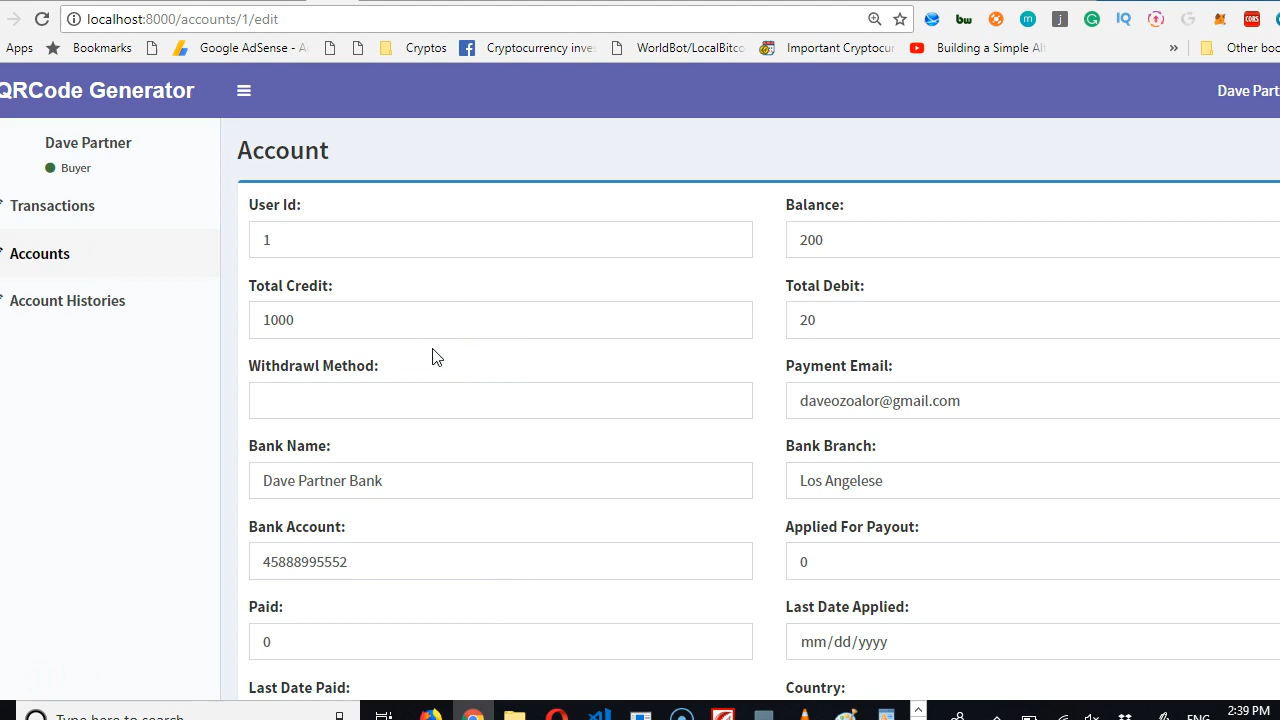 localhost:8000/accounts/1/edit
Apps Bookmarks Google AdSense - A Cryptos Cryptocurrency inve WorldBot/LocalBitco Important Cryptocur Building a Simple Al » Other boo
QRCode Generator
Dave Part
Dave Partner
Buyer
Transactions
Accounts
Account Histories
Account
User Id: Balance:
1 200
Total Credit: Total Debit:
1000 20
Withdrawl Method: Payment Email:
daveozoalor@gmail.com
Bank Name: Bank Branch:
Dave Partner Bank Los Angelese
Bank Account: Applied For Payout:
45888995552 0
Paid: Last Date Applied:
0 mm/dd/yyyy
Last Date Paid: Country:
Type here to search ENG 2:39 PM